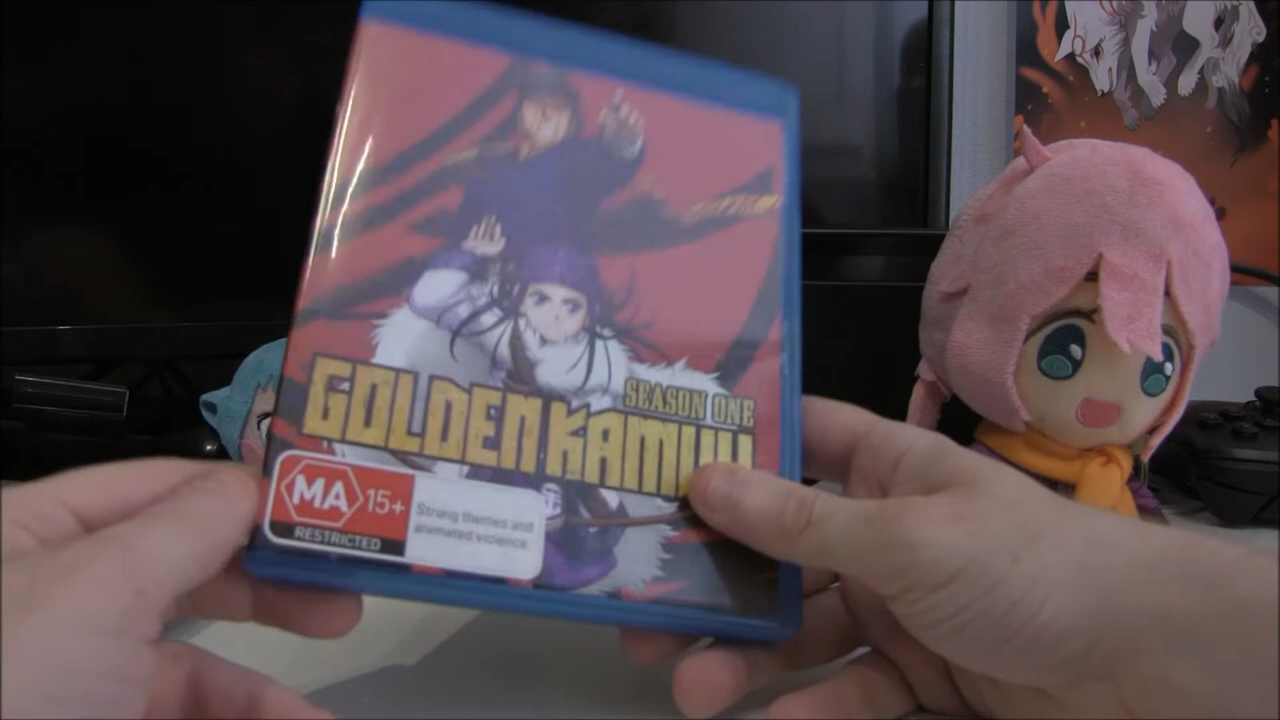 SEASON ONE
GOLDEN KAMUY
MA 15+
Strong themes and
animated violence
RESTRICTED